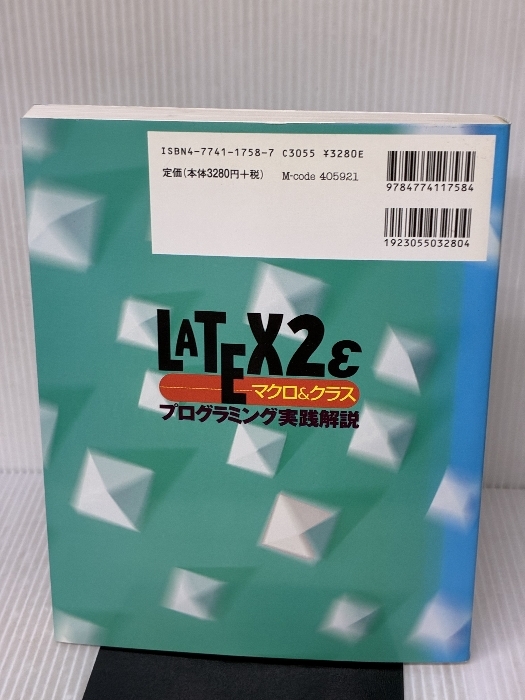 ISBN4-7741-1758-7 C3055 ¥3280E
定価(本体3280円+税) M-code 405921
9784774117584
1923055032804
LATEX2ε
マクロ&クラス
プログラミング実践解説